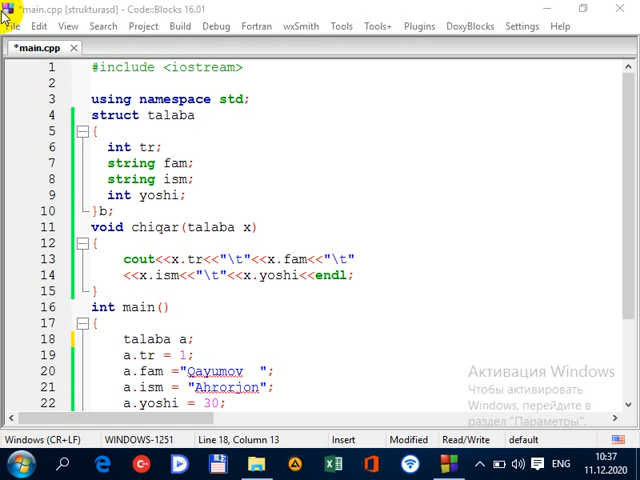 *main.cpp [strukturasd] - Code::Blocks 16.01
File Edit View Search Project Build Debug Fortran wxSmith Tools Tools+ Plugins DoxyBlocks Settings Help
*main.cpp
1 #include <iostream>
2
3 using namespace std;
4 struct talaba
5 {
6 int tr;
7 string fam;
8 string ism;
9 int yoshi;
10 }b;
11 void chiqar(talaba x)
12 {
13 cout<<x.tr<<"\t"<<x.fam<<"\t"
14 <<x.ism<<"\t"<<x.yoshi<<endl;
15 }
16 int main()
17 {
18 talaba a;
19 a.tr = 1;
20 a.fam ="Qayumov  ";
21 a.ism = "Ahrorjon";
22 a.yoshi = 30;
Активация Windows
Чтобы активировать
Windows, перейдите в
раздел "Параметры".
Windows (CR+LF) WINDOWS-1251 Line 18, Column 13 Insert Modified Read/Write default
ENG
10:37
11.12.2020